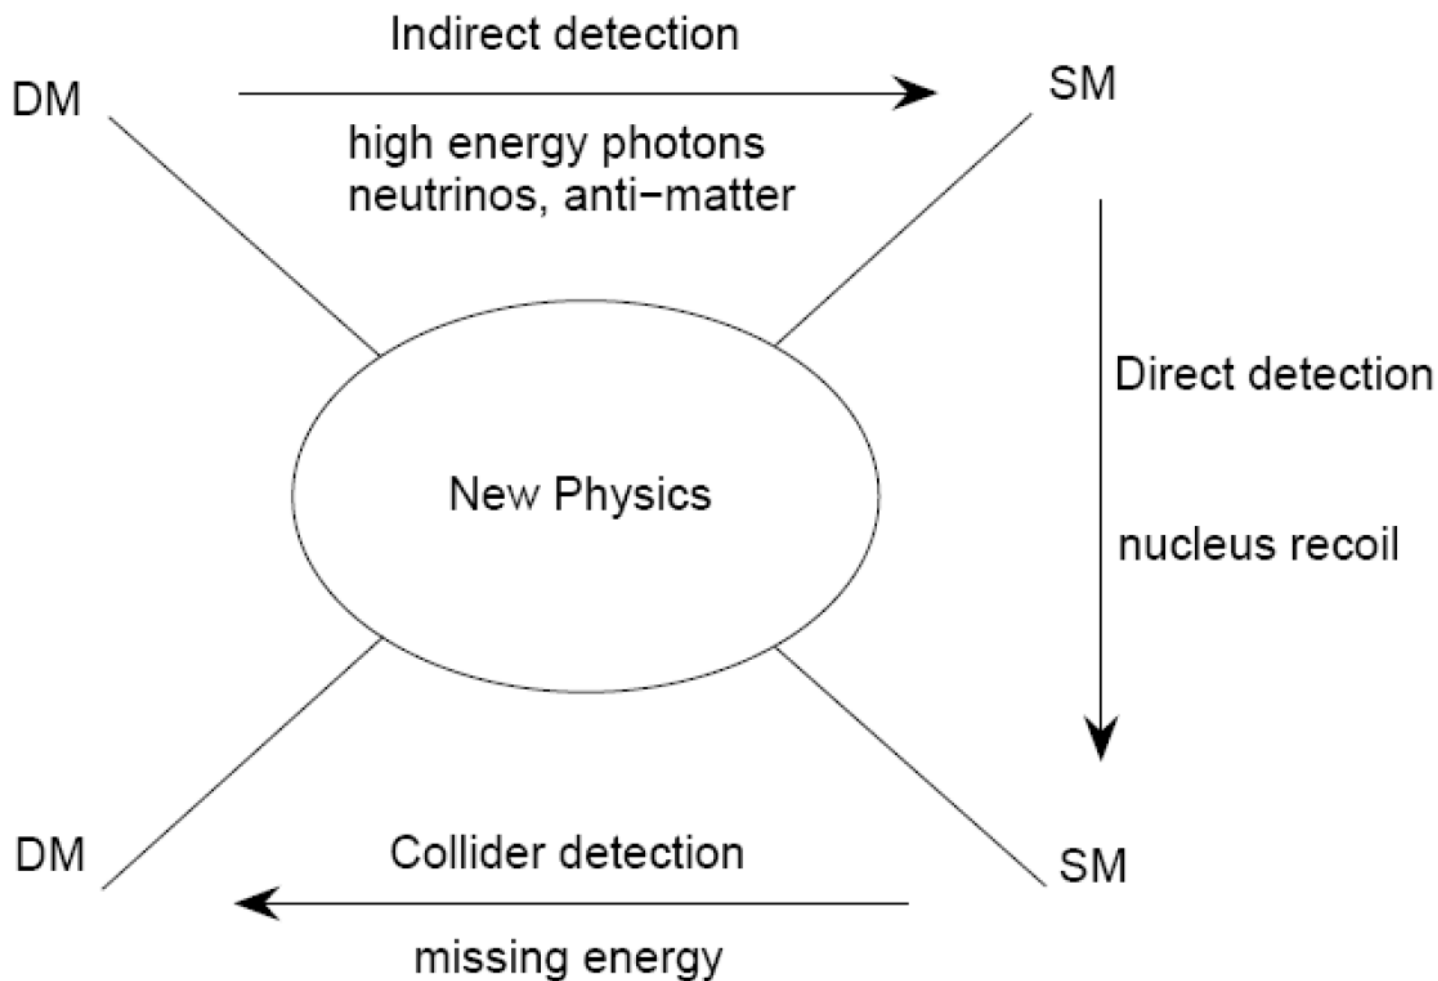 Indirect detection
DM
SM
high energy photons
neutrinos, anti−matter
Direct detection
New Physics
nucleus recoil
DM
Collider detection
SM
missing energy